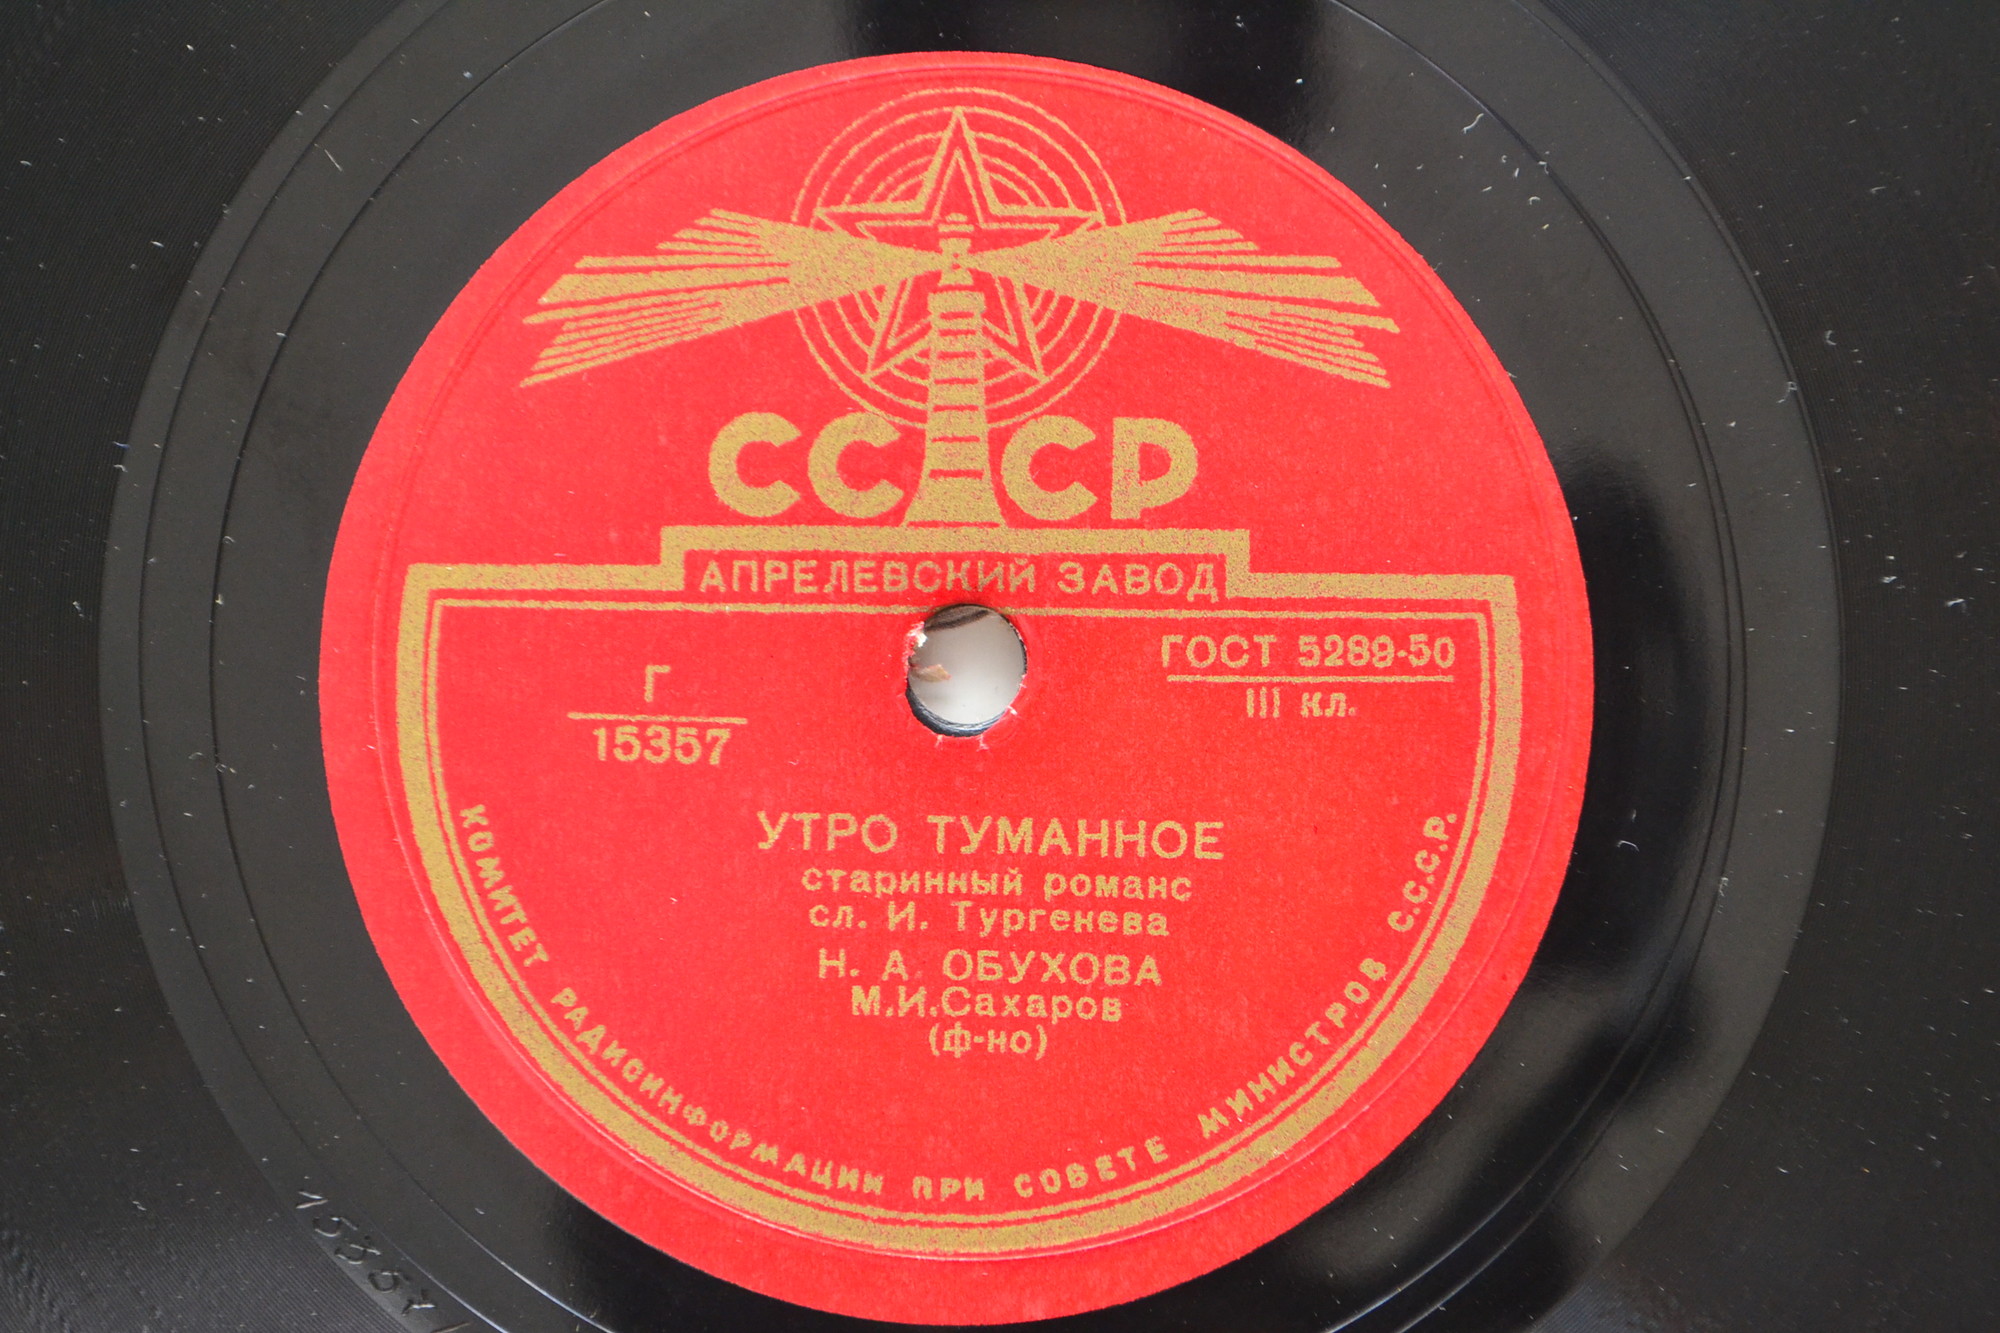 СССР
АПРЕЛЕВСКИЙ ЗАВОД
ГОСТ 5289-50
III кл.
Г
15357
УТРО ТУМАННОЕ
старинный романс
сл. И. Тургенева
Н. А. ОБУХОВА
М.И.Сахаров
(ф-но)
КОМИТЕТ РАДИОИНФОРМАЦИИ ПРИ СОВЕТЕ МИНИСТРОВ С.С.С.Р.